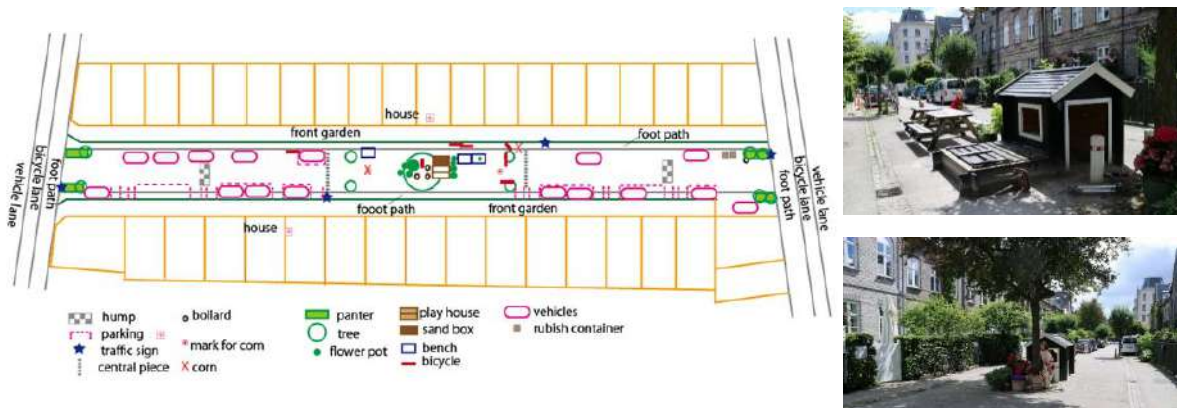 house
front garden
foot path
fooot path
front garden
house
vehicle lane
bicycle lane
foot path
vehicle lane
bicycle lane
foot path
hump
parking
traffic sign
central piece
bollard
mark for corn
X corn
panter
tree
flower pot
play house
sand box
bench
bicycle
vehicles
rubish container